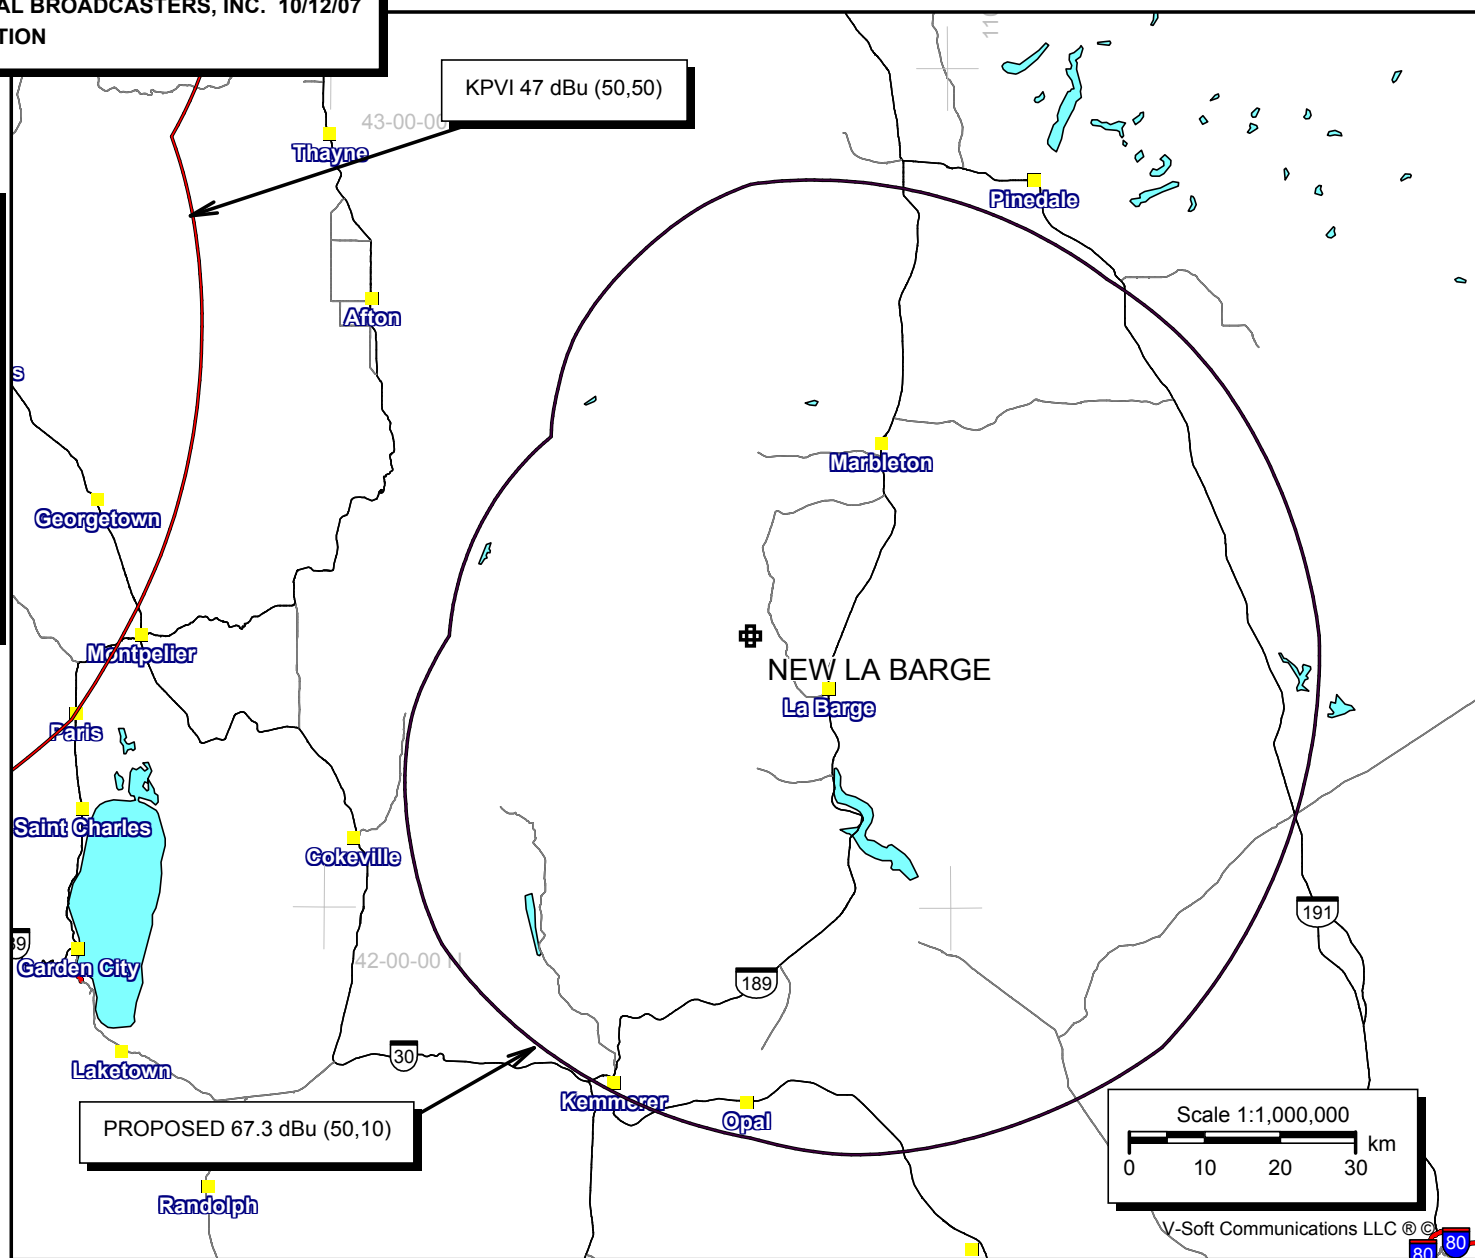 AL BROADCASTERS, INC. 10/12/07
TION
KPVI 47 dBu (50,50)
43-00-00
Thayne
Pinedale
Afton
s
Marbleton
Georgetown
Montpelier
NEW LA BARGE
La Barge
Paris
Saint Charles
Cokeville
191
39
Garden City
42-00-00 N
189
30
Laketown
Kemmerer
Opal
PROPOSED 67.3 dBu (50,10)
Scale 1:1,000,000
km
0 10 20 30
Randolph
V-Soft Communications LLC ® ©
80
80